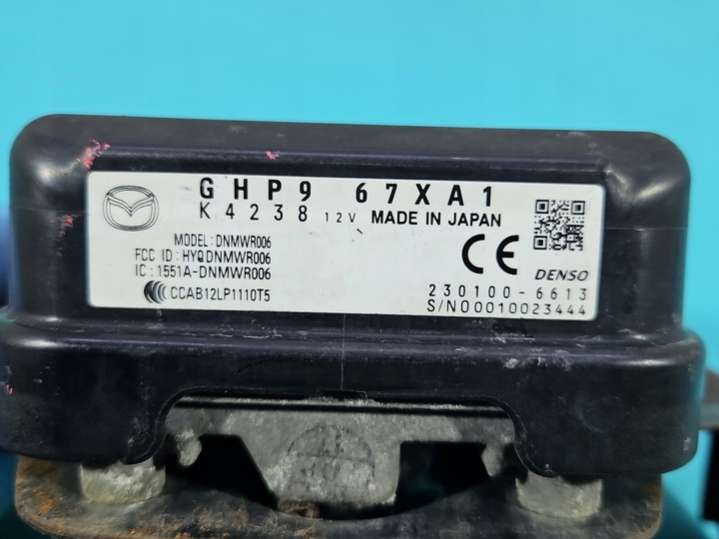 GHP9 67XA1
K4238 12V MADE IN JAPAN
MODEL: DNMWR006
FCC ID : HYQDNMWR006
IC : 1551A-DNMWR006
CCAB12LP1110T5
CE
DENSO
230100-6613
S/N00010023444